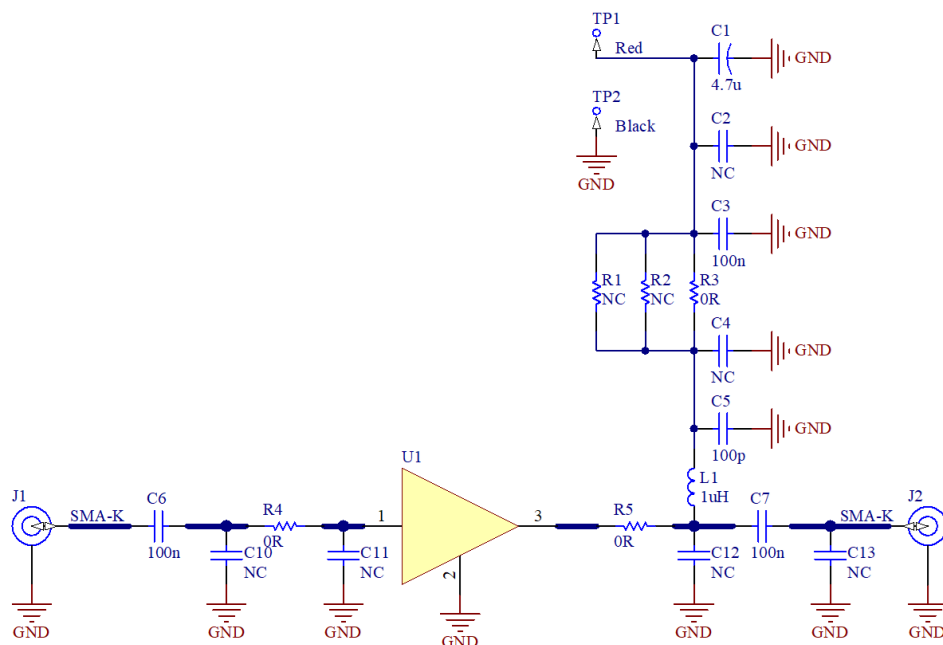 TP1
Red
C1
4.7u
GND
TP2
Black
GND
C2
NC
GND
C3
100n
GND
R1
NC
R2
NC
R3
0R
C4
NC
GND
C5
100p
GND
L1
1uH
J1
SMA-K
GND
C6
100n
C10
NC
GND
R4
0R
C11
NC
GND
U1
1
2
3
GND
R5
0R
C12
NC
GND
C7
100n
C13
NC
GND
SMA-K
J2
GND